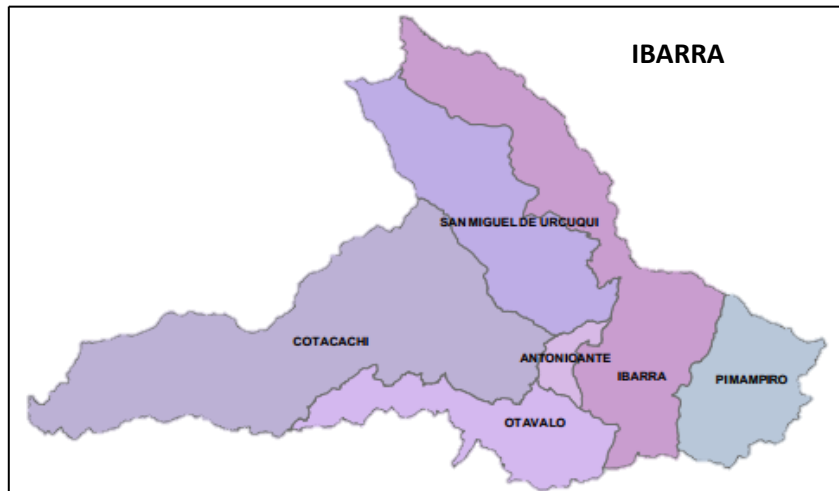 IBARRA
SAN MIGUEL DE URCUQUI
COTACACHI
ANTONIOANTE
IBARRA
PIMAMPIRO
OTAVALO